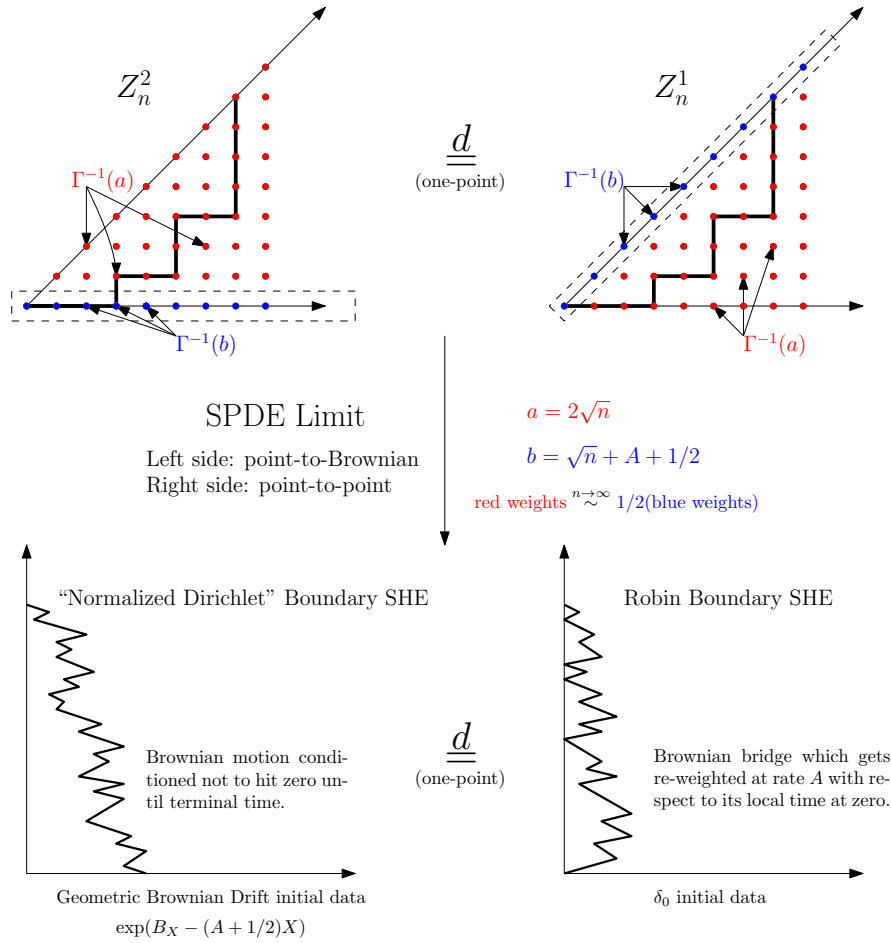 Z_n^2
Z_n^1
d
(one-point)
Γ^{-1}(a)
Γ^{-1}(b)
Γ^{-1}(b)
Γ^{-1}(a)
SPDE Limit
Left side: point-to-Brownian
Right side: point-to-point
a = 2√n
b = √n + A + 1/2
red weights n→∞ ~ 1/2(blue weights)
“Normalized Dirichlet” Boundary SHE
Robin Boundary SHE
Brownian motion condi-
tioned not to hit zero un-
til terminal time.
d
(one-point)
Brownian bridge which gets
re-weighted at rate A with re-
spect to its local time at zero.
Geometric Brownian Drift initial data
exp(B_X − (A + 1/2)X)
δ_0 initial data